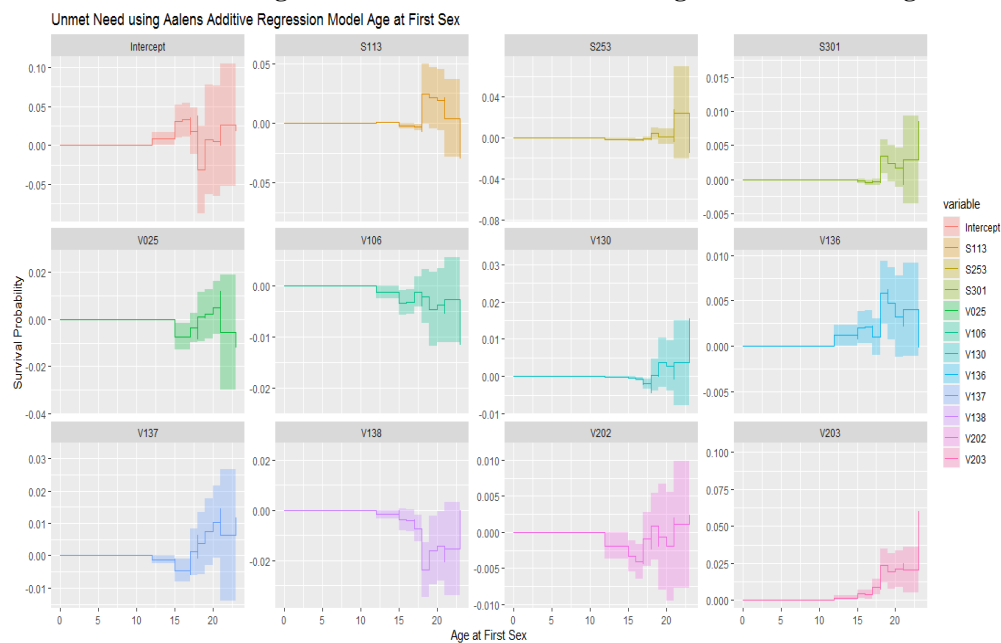 Unmet Need using Aalens Additive Regression Model Age at First Sex
Intercept
S113
S253
S301
0.10
0.05
0.00
-0.05
0.05
0.00
-0.05
0.04
0.00
-0.04
-0.08
0.015
0.010
0.005
0.000
-0.005
V025
V106
V130
V136
0.02
0.00
-0.02
-0.04
0.00
-0.01
-0.02
0.03
0.02
0.01
0.00
-0.01
0.010
0.005
0.000
V137
V138
V202
V203
0.03
0.02
0.01
0.00
-0.01
0.02
0.00
-0.02
0.010
0.005
0.000
-0.005
-0.010
0.100
0.050
0.025
0.000
0 5 10 15 20
0 5 10 15 20
0 5 10 15 20
0 5 10 15 20
Survival Probability
Age at First Sex
variable
Intercept
S113
S253
S301
V025
V106
V130
V136
V137
V138
V202
V203